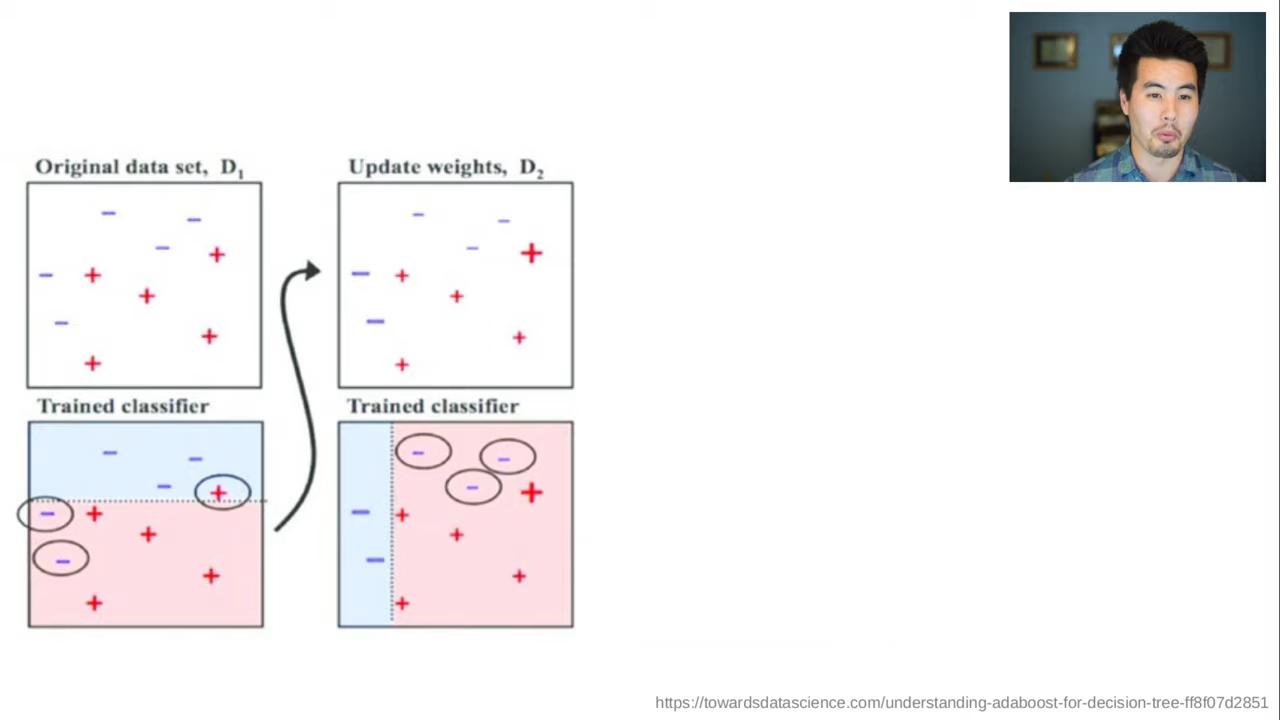 Original data set, D1
Update weights, D2
Trained classifier
Trained classifier
https://towardsdatascience.com/understanding-adaboost-for-decision-tree-ff8f07d2851